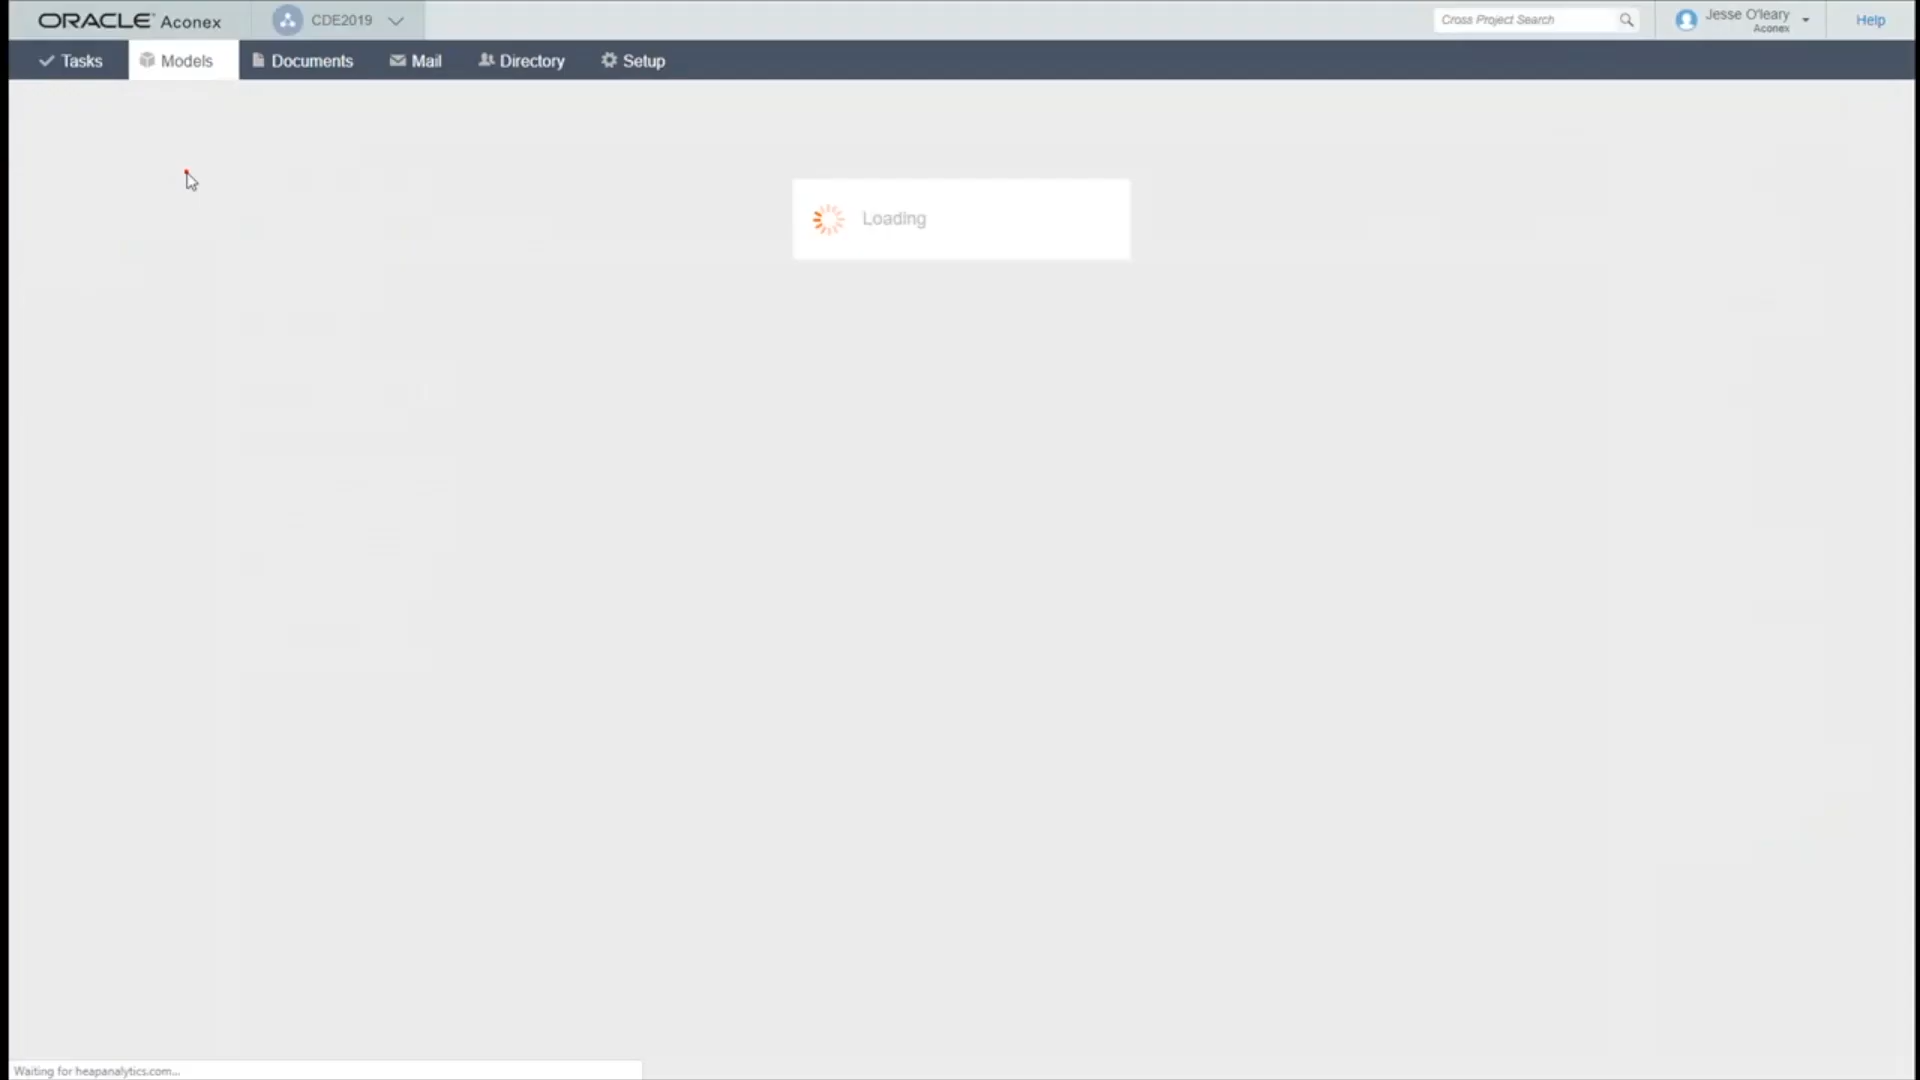 ORACLE Aconex
CDE2019
Cross Project Search
Jesse O'leary
Aconex
Help
Tasks
Models
Documents
Mail
Directory
Setup
Loading
Waiting for heapanalytics.com...